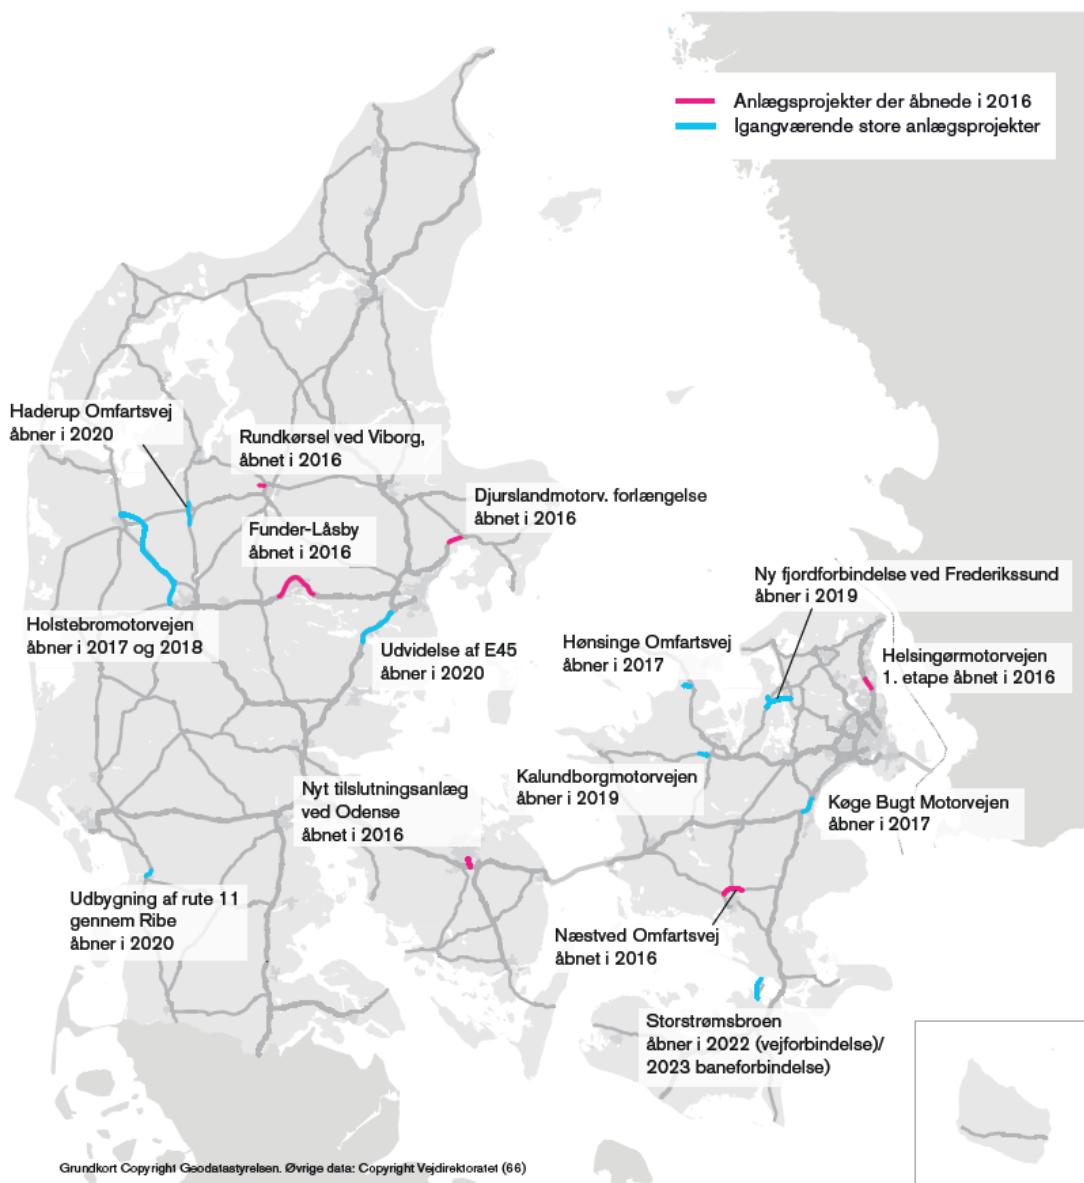 Anlægsprojekter der åbnede i 2016
Igangværende store anlægsprojekter
Haderup Omfartsvej
åbner i 2020
Rundkørsel ved Viborg,
åbnet i 2016
Djurslandmotorv. forlængelse
åbnet i 2016
Funder-Låsby
åbnet i 2016
Ny fjordforbindelse ved Frederikssund
åbner i 2019
Holstebromotorvejen
åbner i 2017 og 2018
Udvidelse af E45
åbner i 2020
Hønsinge Omfartsvej
åbner i 2017
Helsingørmotorvejen
1. etape åbnet i 2016
Kalundborgmotorvejen
åbner i 2019
Nyt tilslutningsanlæg
ved Odense
åbnet i 2016
Køge Bugt Motorvejen
åbner i 2017
Udbygning af rute 11
gennem Ribe
åbner i 2020
Næstved Omfartsvej
åbnet i 2016
Storstrømsbroen
åbner i 2022 (vejforbindelse)/
2023 baneforbindelse)
Grundkort Copyright Geodatastyrelsen. Øvrige data: Copyright Vejdirektoratet (66)